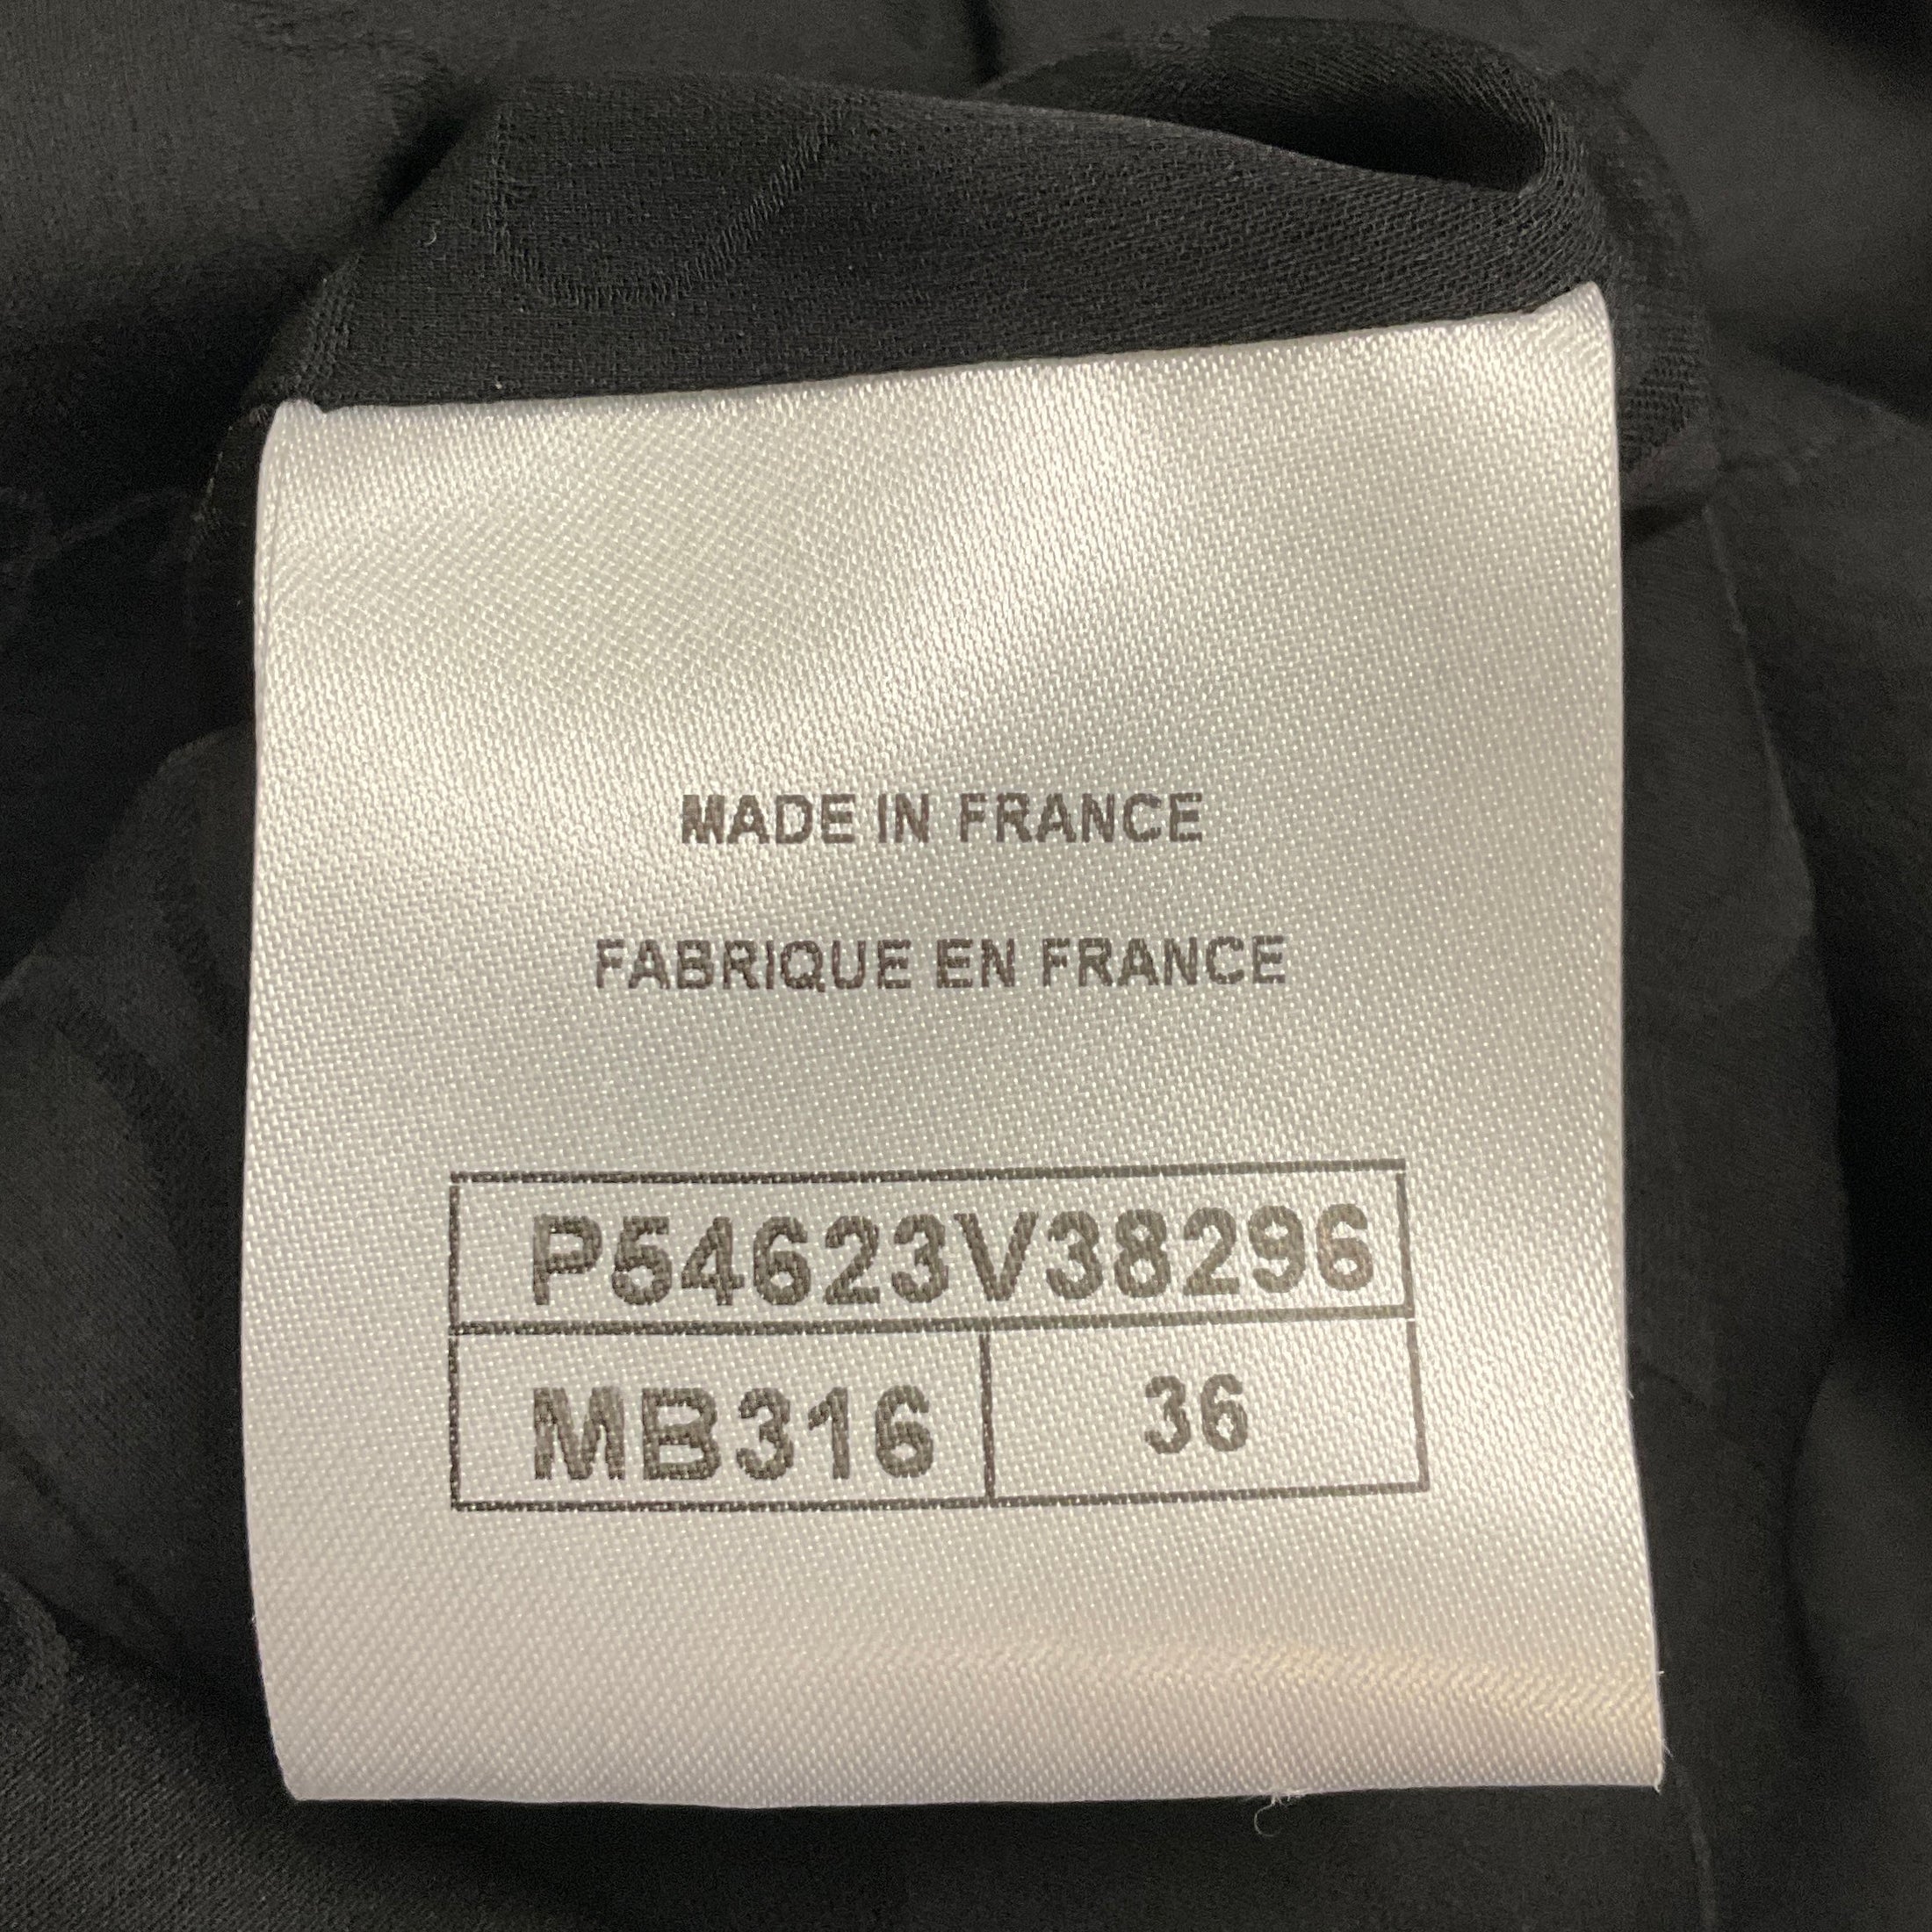 MADE IN FRANCE
FABRIQUE EN FRANCE
P54623V38296
MB316 36